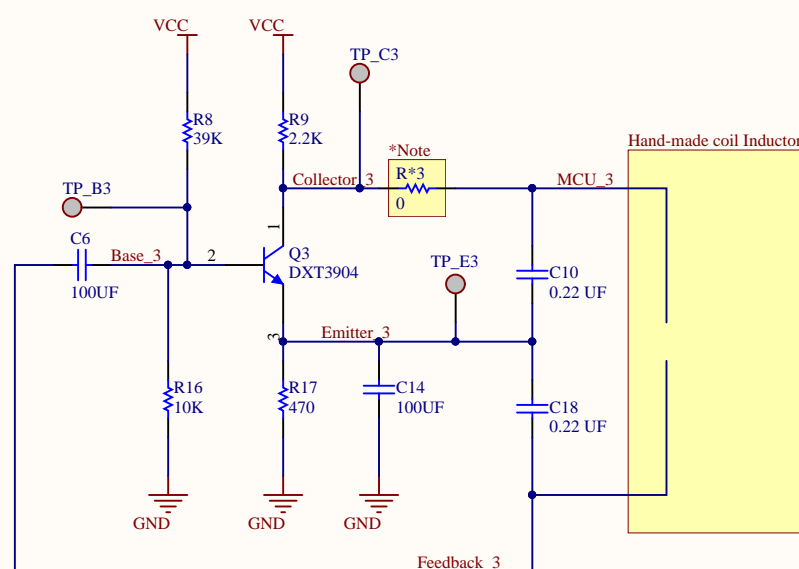 VCC
VCC
TP_C3
R8
39K
R9
2.2K
Hand-made coil Inductor
*Note
R*3
0
Collector_3
MCU_3
TP_B3
1
C6
Base_3
2
100UF
Q3
DXT3904
TP_E3
C10
0.22 UF
3
Emitter_3
R16
10K
R17
470
C14
100UF
C18
0.22 UF
GND
GND
GND
Feedback_3